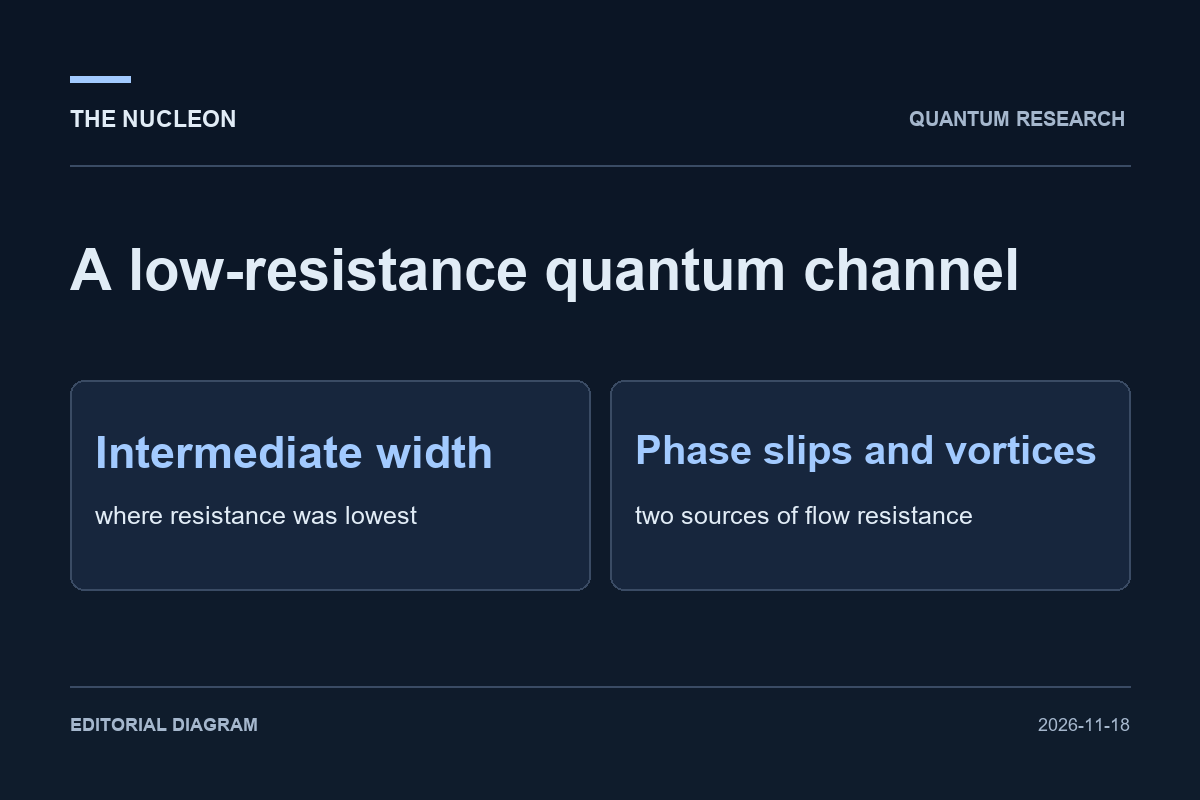 THE NUCLEON
QUANTUM RESEARCH
A low-resistance quantum channel
Intermediate width
where resistance was lowest
Phase slips and vortices
two sources of flow resistance
EDITORIAL DIAGRAM
2026-11-18